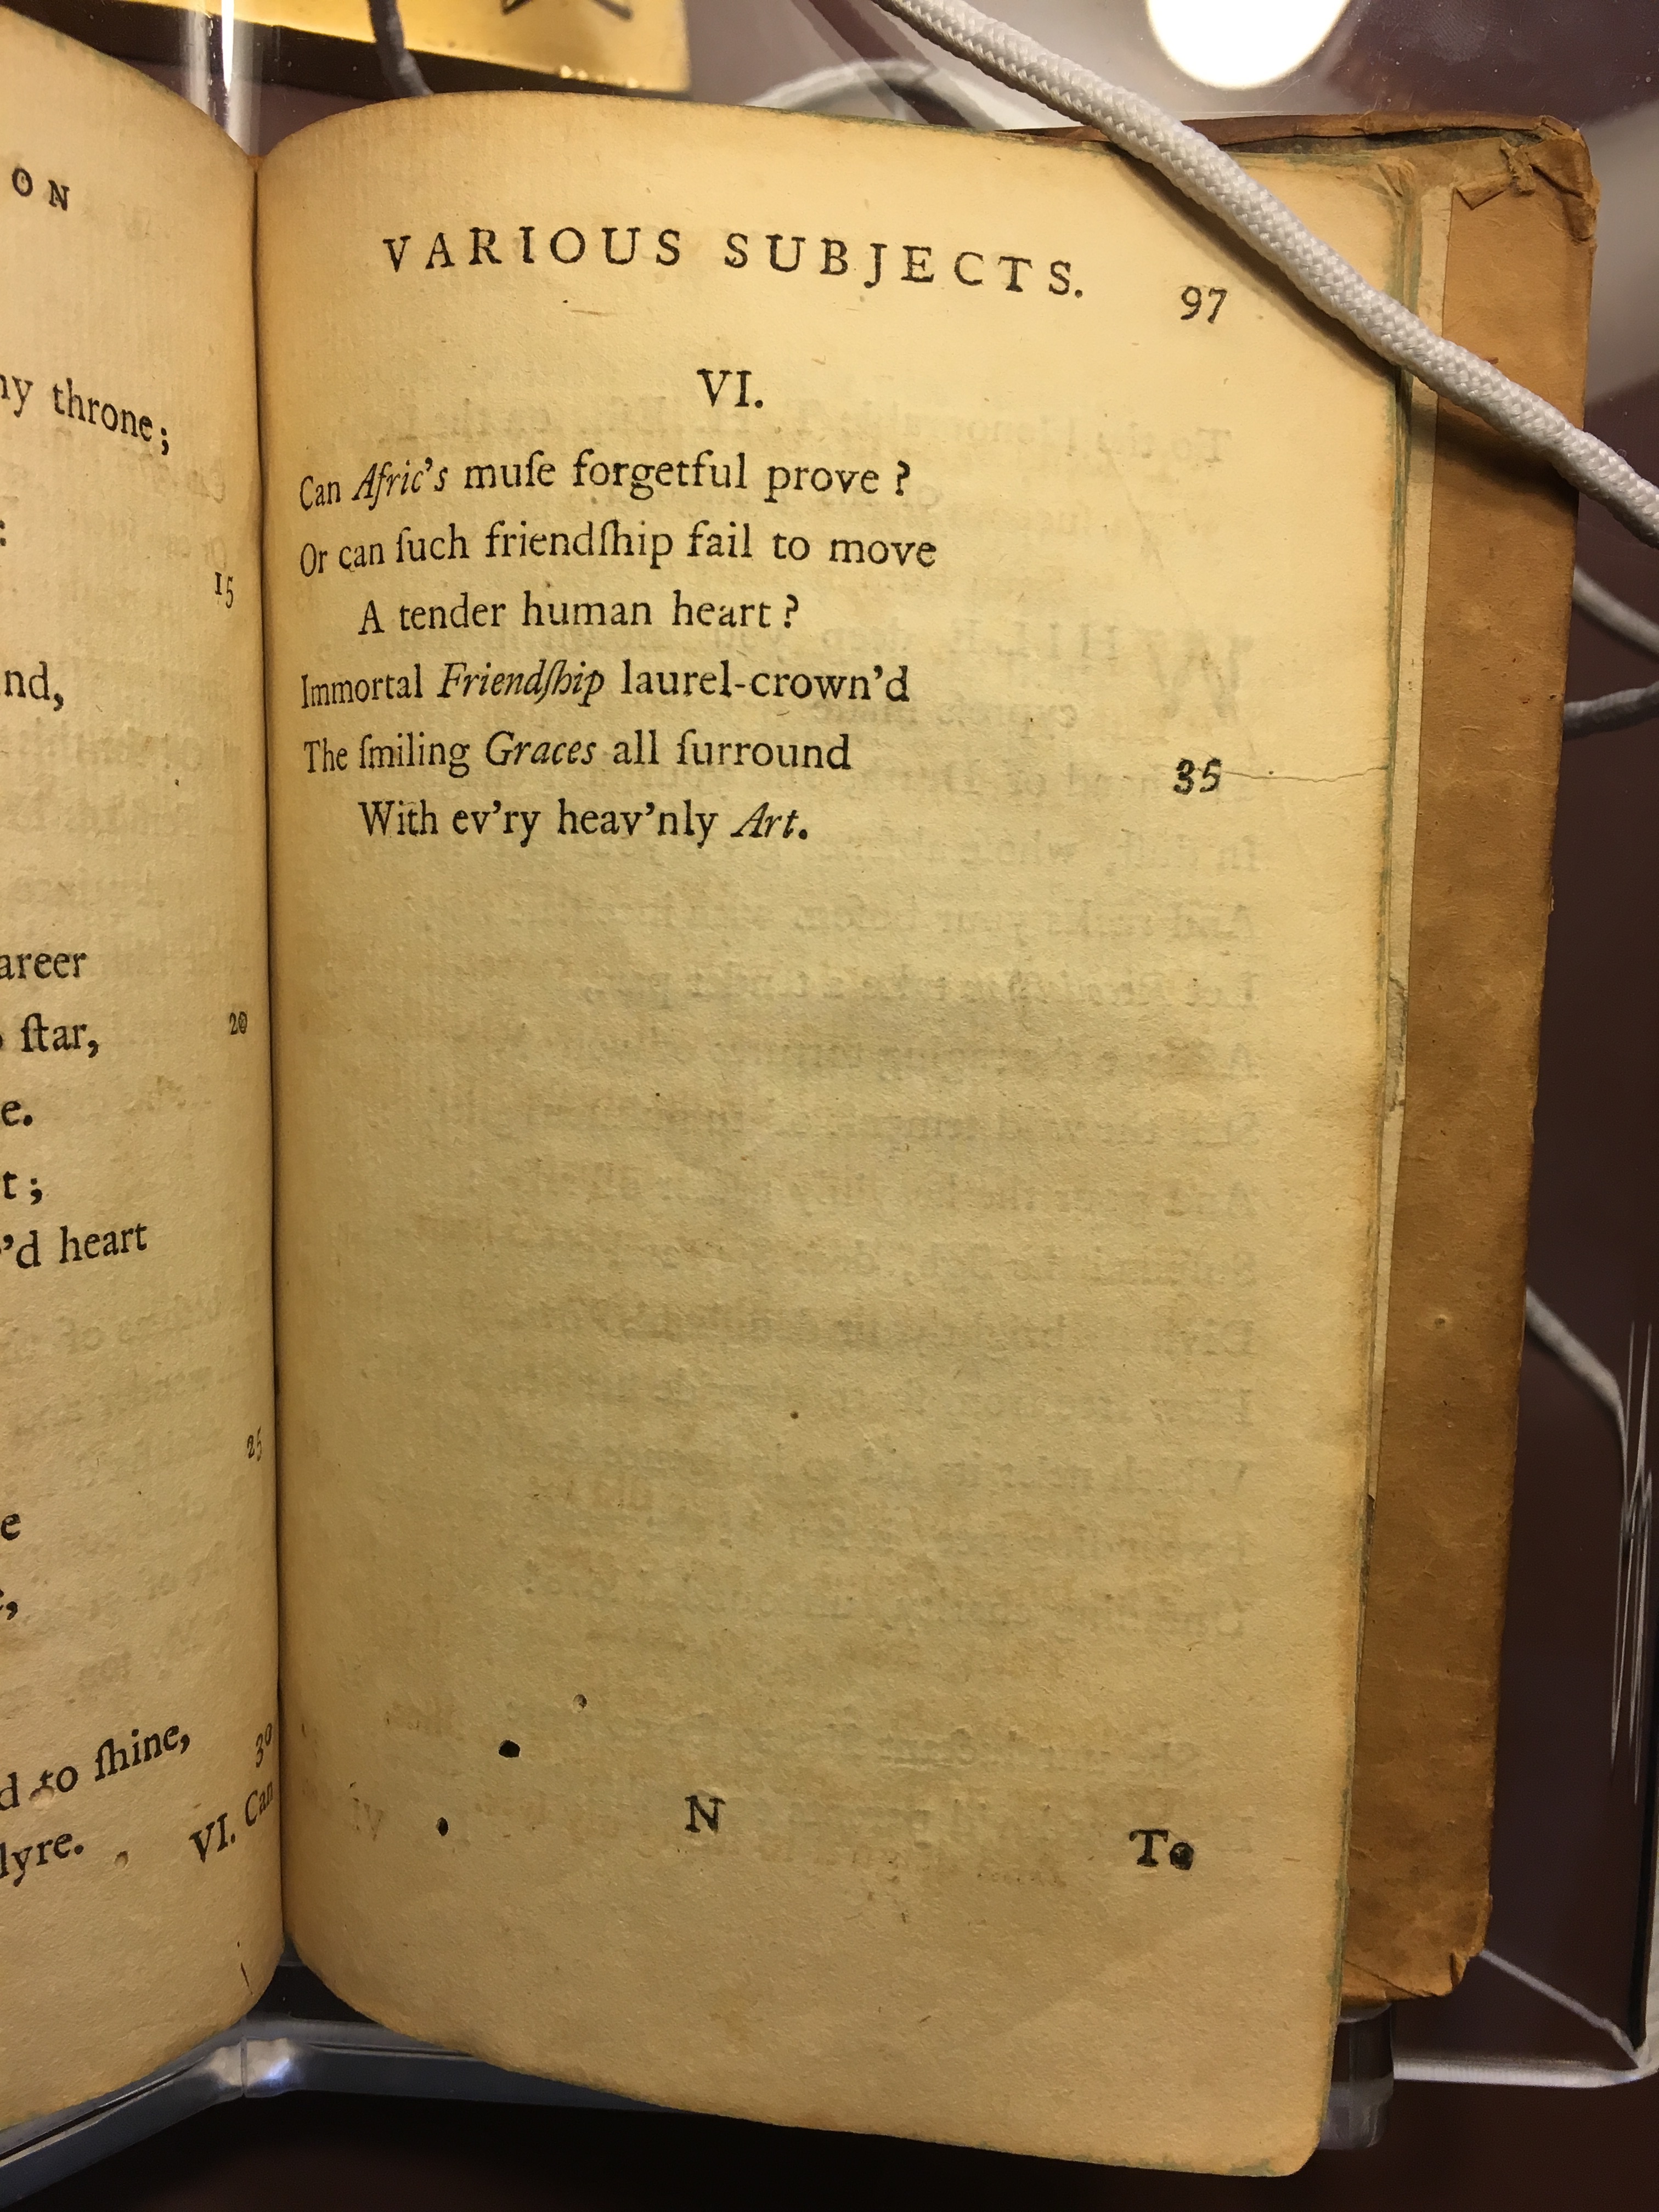 ON
throne;
:
15
nd,
areer
ſtar,
20
e.
t;
'd heart
25
e
,
d to ſhine,
30
lyre.
VI. Can
VARIOUS SUBJECTS.
97
VI.
Can Afric's muſe forgetful prove?
Or can ſuch friendſhip fail to move
A tender human heart?
Immortal Friendſhip laurel-crown'd
The ſmiling Graces all ſurround
35
With ev'ry heav'nly Art.
N
To